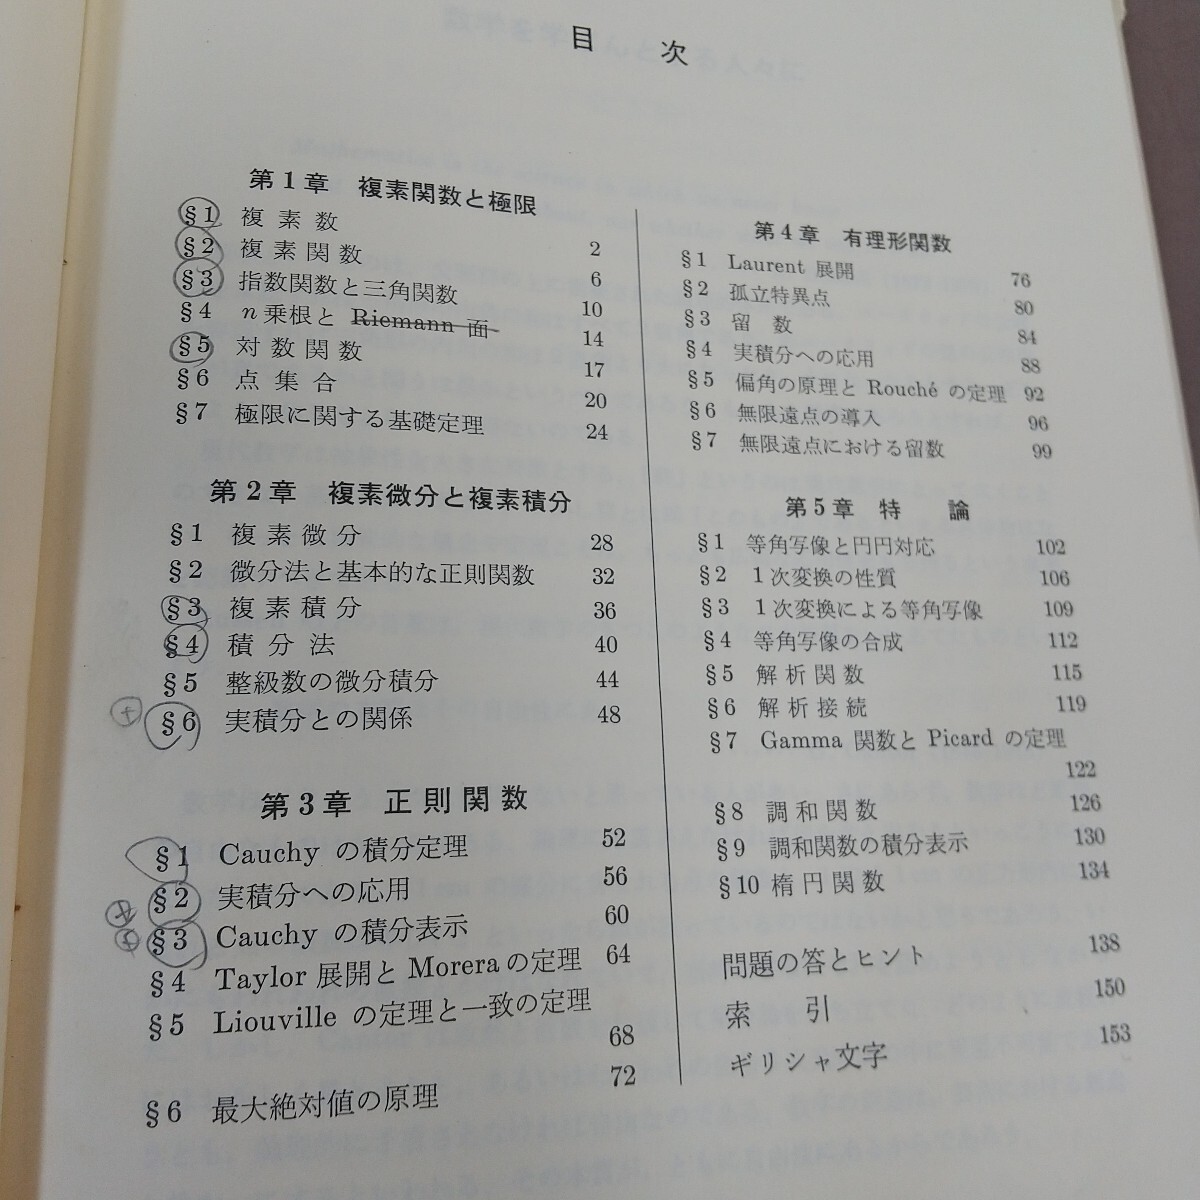 目 次
第1章 複素関数と極限
§1 複素数 2
§2 複素関数 6
§3 指数関数と三角関数 10
§4 n乗根と Riemann 面 14
§5 対数関数 17
§6 点集合 20
§7 極限に関する基礎定理 24
第2章 複素微分と複素積分
§1 複素微分 28
§2 微分法と基本的な正則関数 32
§3 複素積分 36
§4 積分法 40
§5 整級数の微分積分 44
§6 実積分との関係 48
第3章 正則関数
§1 Cauchy の積分定理 52
§2 実積分への応用 56
§3 Cauchy の積分表示 60
§4 Taylor 展開と Morera の定理 64
§5 Liouville の定理と一致の定理
68
§6 最大絶対値の原理 72
第4章 有理形関数
§1 Laurent 展開 76
§2 孤立特異点 80
§3 留数 84
§4 実積分への応用 88
§5 偏角の原理と Rouché の定理 92
§6 無限遠点の導入 96
§7 無限遠点における留数 99
第5章 特論
§1 等角写像と円円対応 102
§2 1次変換の性質 106
§3 1次変換による等角写像 109
§4 等角写像の合成 112
§5 解析関数 115
§6 解析接続 119
§7 Gamma 関数と Picard の定理
122
§8 調和関数 126
§9 調和関数の積分表示 130
§10 楕円関数 134
問題の答とヒント 138
索引 150
ギリシャ文字 153